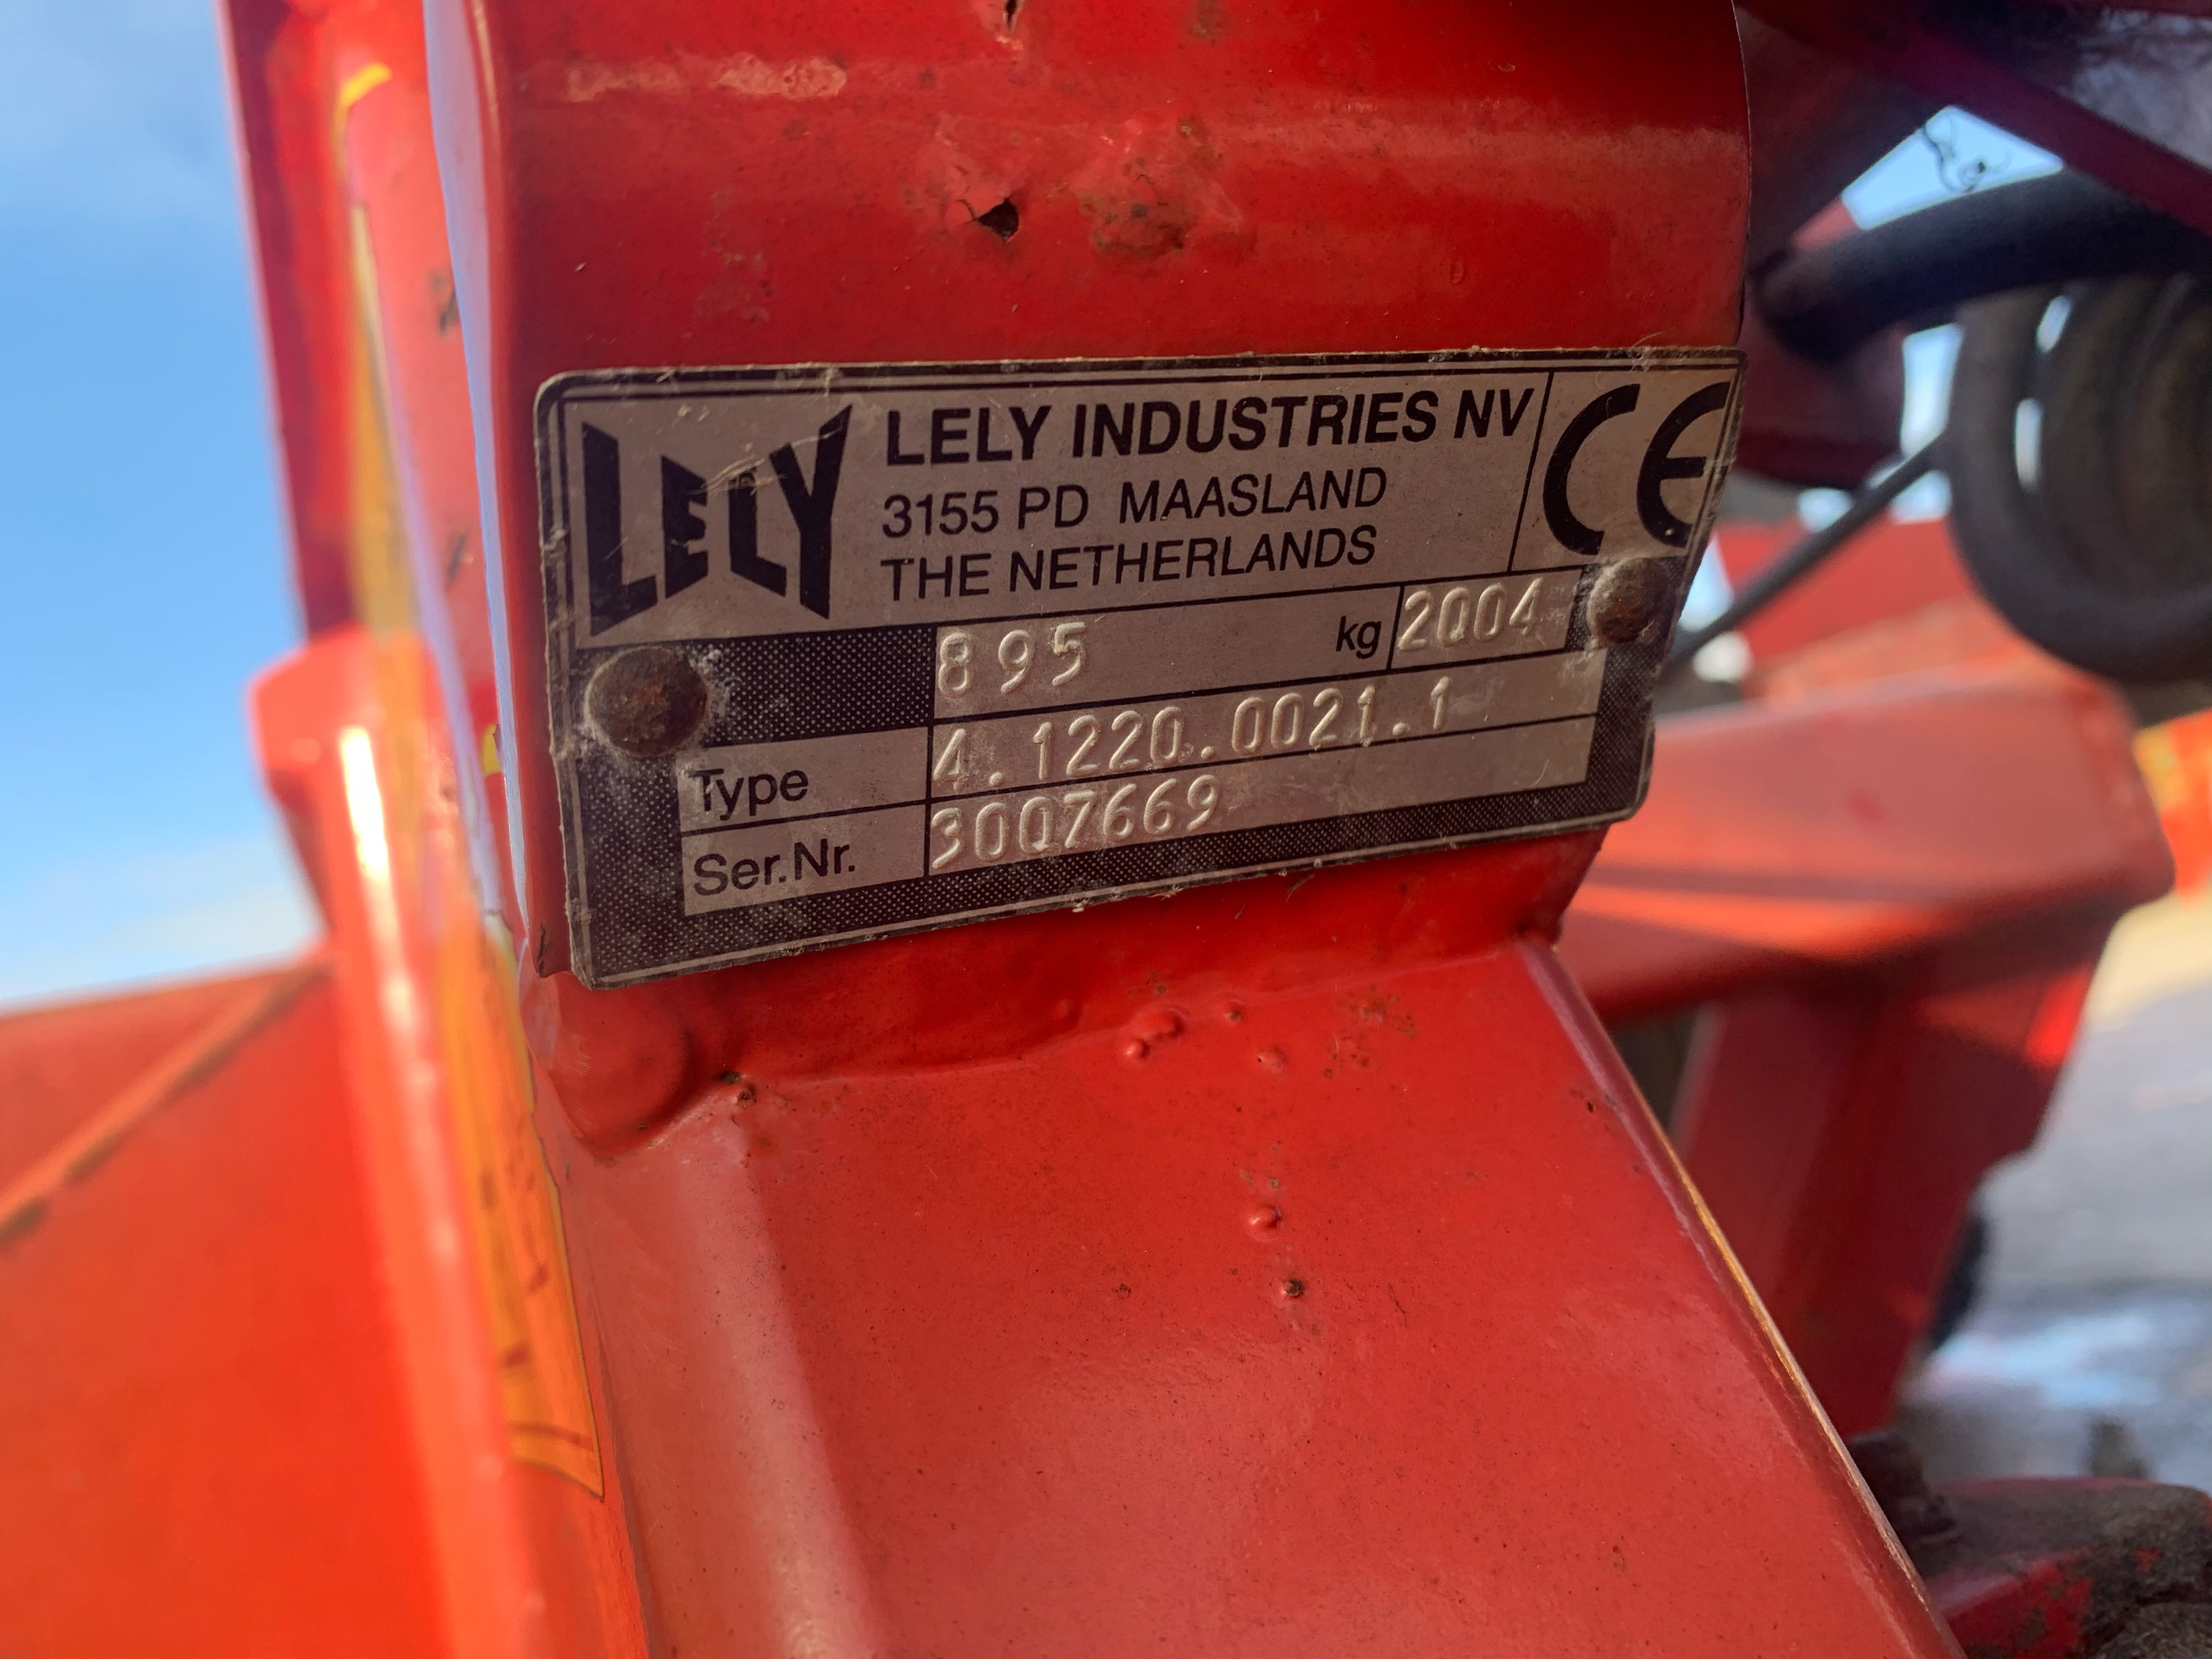 LELY
LELY INDUSTRIES NV
3155 PD MAASLAND
THE NETHERLANDS
CE
895 kg 2004
Type 4.1220.0021.1
Ser.Nr. 3007669